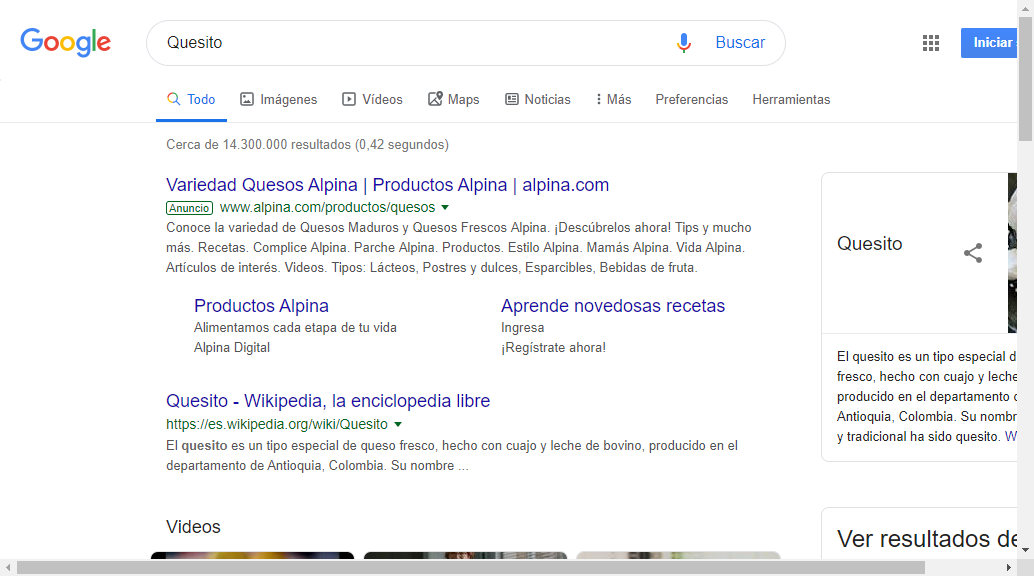 Google
Quesito
Buscar
Iniciar
Todo
Imágenes
Vídeos
Maps
Noticias
Más
Preferencias
Herramientas
Cerca de 14.300.000 resultados (0,42 segundos)
Variedad Quesos Alpina | Productos Alpina | alpina.com
Anuncio www.alpina.com/productos/quesos
Conoce la variedad de Quesos Maduros y Quesos Frescos Alpina. ¡Descúbrelos ahora! Tips y mucho
más. Recetas. Complice Alpina. Parche Alpina. Productos. Estilo Alpina. Mamás Alpina. Vida Alpina.
Artículos de interés. Videos. Tipos: Lácteos, Postres y dulces, Esparcibles, Bebidas de fruta.
Productos Alpina
Alimentamos cada etapa de tu vida
Alpina Digital
Aprende novedosas recetas
Ingresa
¡Regístrate ahora!
Quesito - Wikipedia, la enciclopedia libre
https://es.wikipedia.org/wiki/Quesito
El quesito es un tipo especial de queso fresco, hecho con cuajo y leche de bovino, producido en el
departamento de Antioquia, Colombia. Su nombre ...
Videos
Quesito
El quesito es un tipo especial
fresco, hecho con cuajo y leche
producido en el departamento
Antioquia, Colombia. Su
y tradicional ha sido quesito.
Ver resultados de